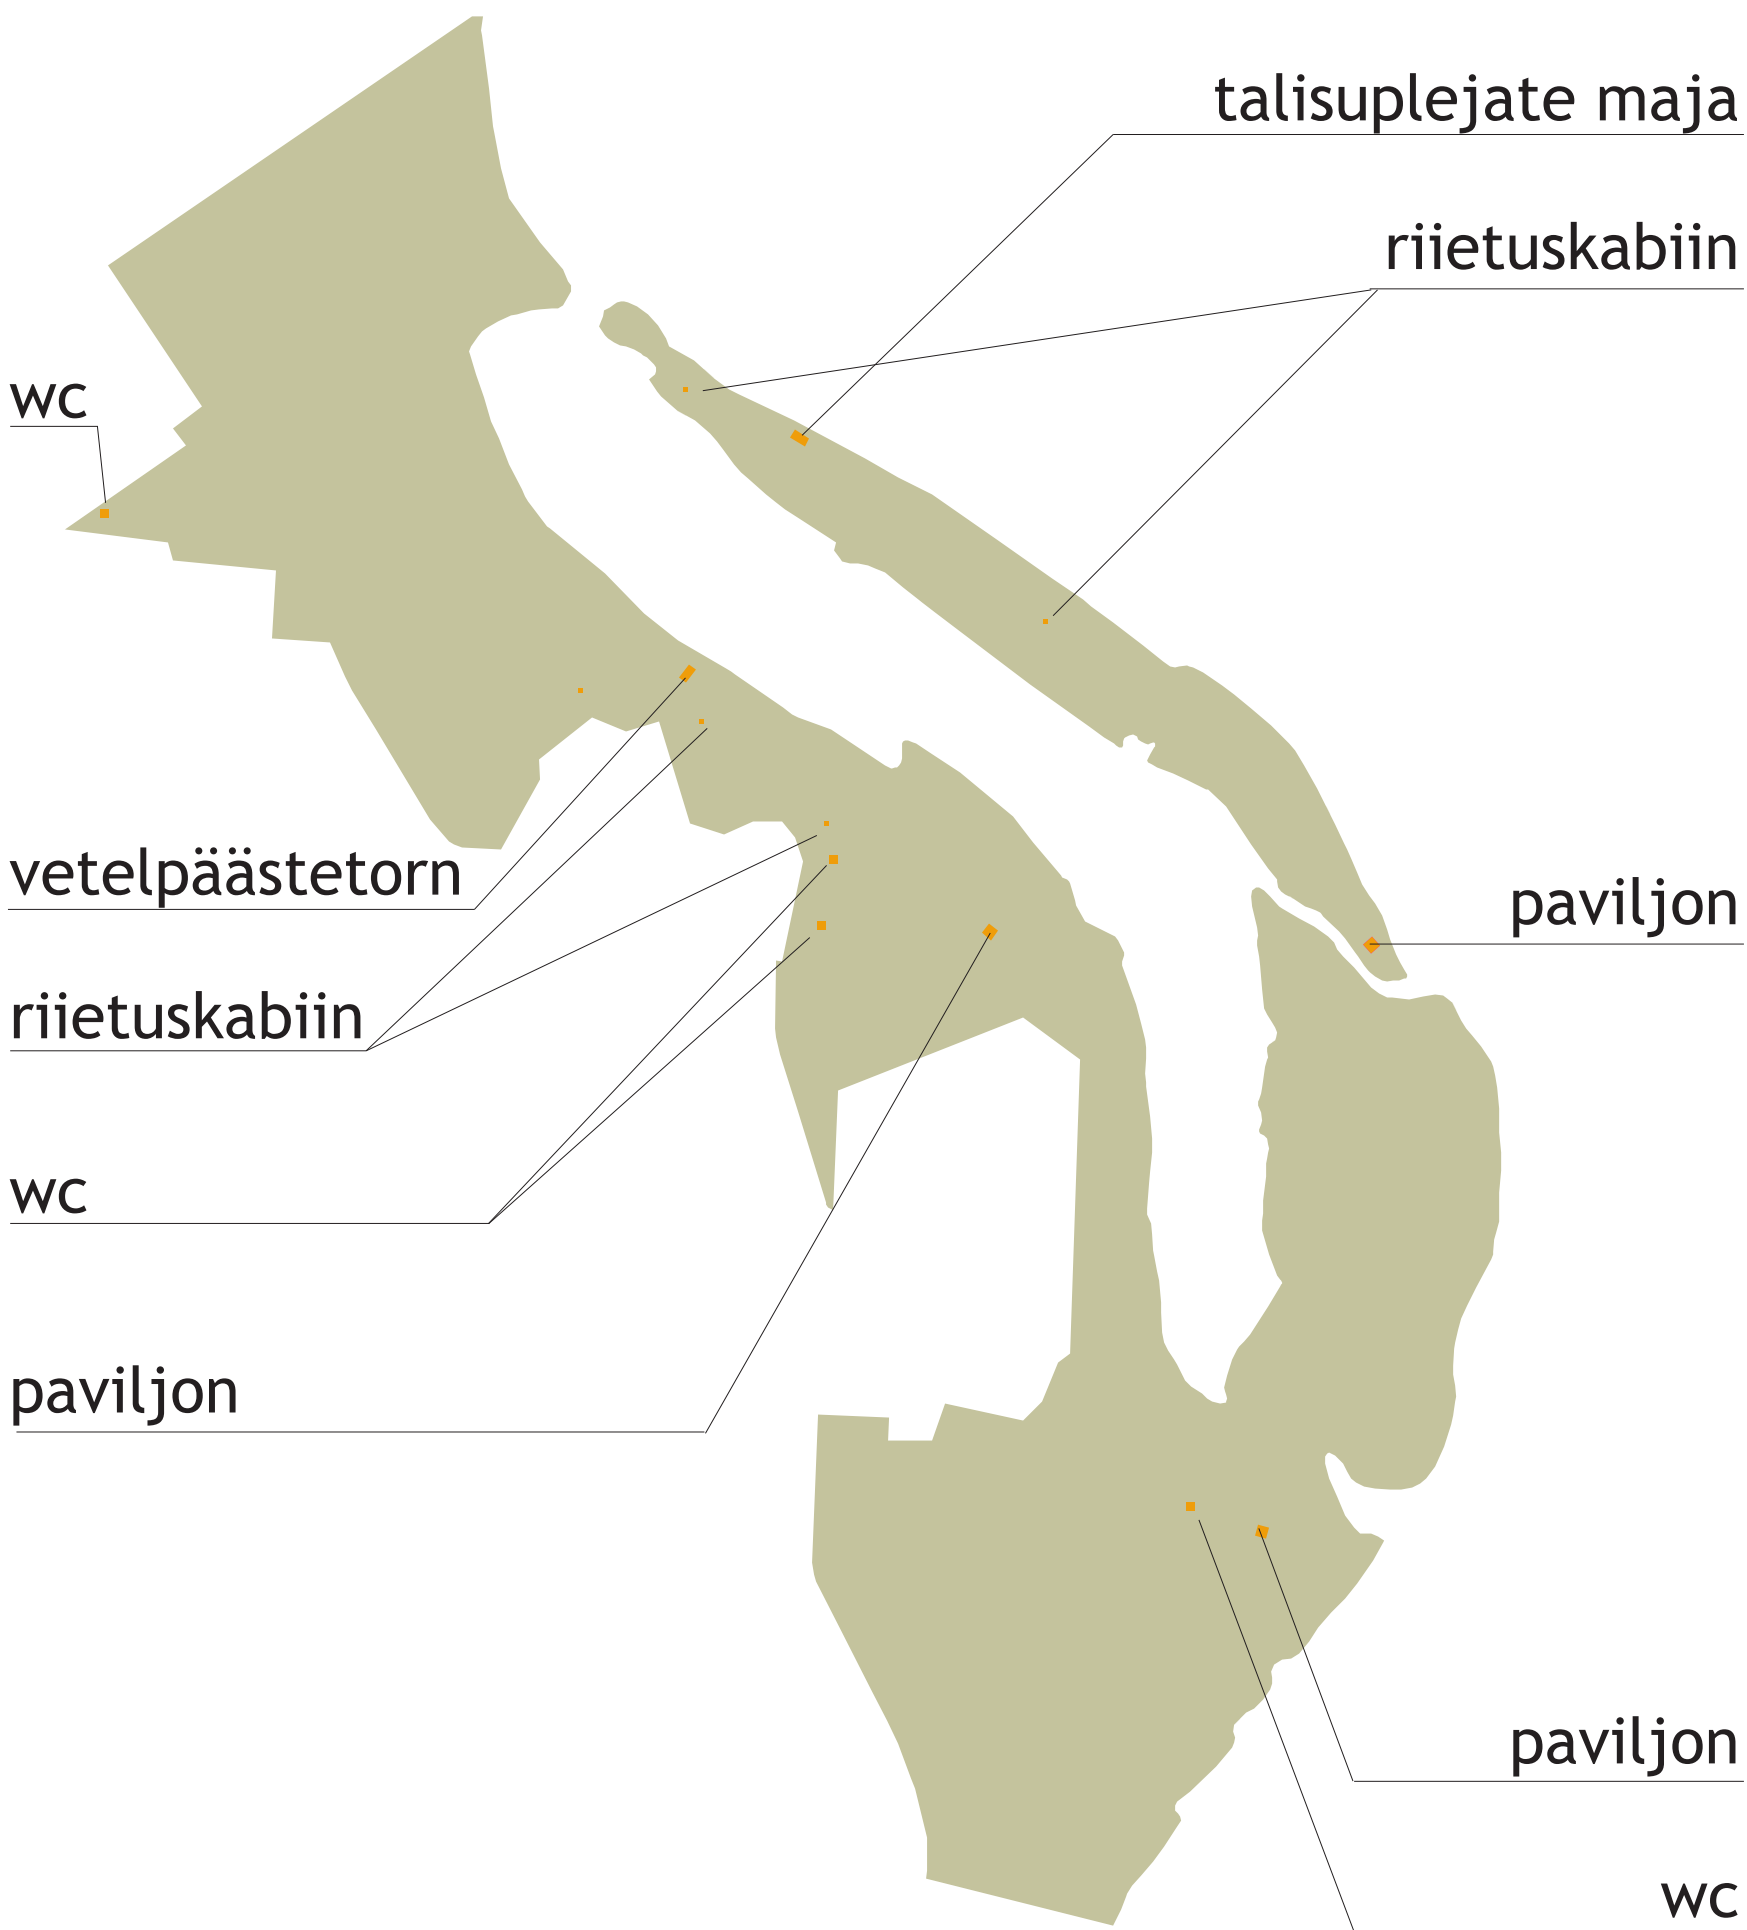 talisuplejate maja
riietuskabiin
wc
vetelpäästetorn
paviljon
riietuskabiin
wc
paviljon
paviljon
wc